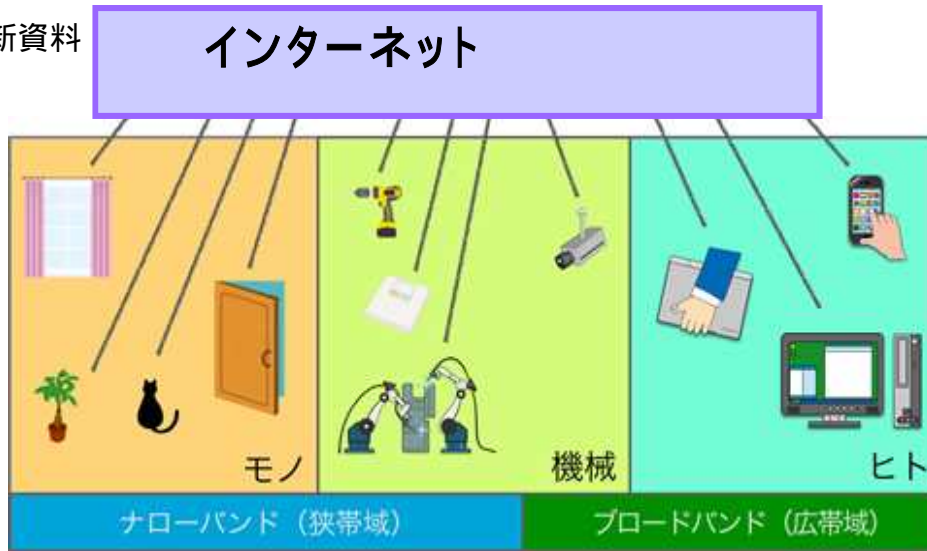 新資料
インターネット
モノ
機械
ヒト
ナローバンド（狭帯域）
ブロードバンド（広帯域）